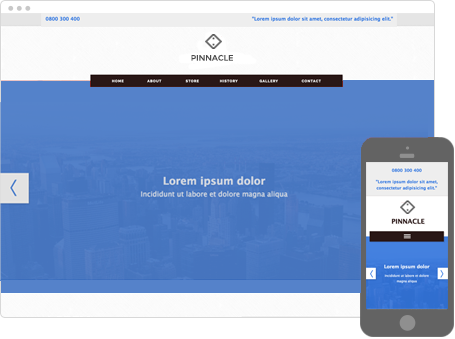 0800 300 400
"Lorem ipsum dolor sit amet, consectetur adipiscing elit."
PINNACLE
HOME ABOUT STORE HISTORY GALLERY CONTACT
Lorem ipsum dolor
Incididunt ut labore et dolore magna aliqua
0800 300 400
"Lorem ipsum dolor sit amet,
consectetur adipiscing elit."
PINNACLE
Lorem ipsum dolor
Incididunt ut labore et dolore
magna aliqua